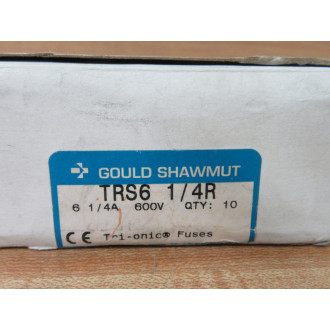 GOULD SHAWMUT
TRS6 1/4R
6 1/4A 600V QTY: 10
CE Tri-onic® Fuses